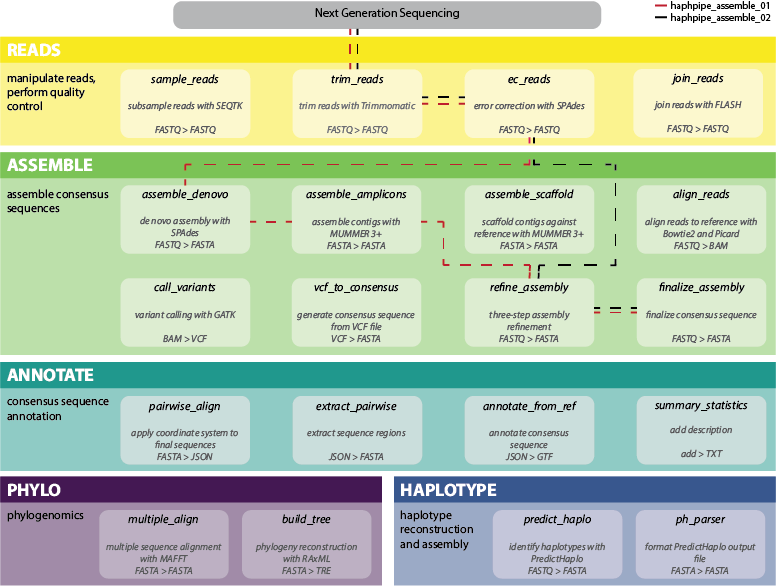 Next Generation Sequencing
haphpipe_assemble_01
haphpipe_assemble_02
READS
manipulate reads,
perform quality
control
sample_reads
subsample reads with SEQTK
FASTQ > FASTQ
trim_reads
trim reads with Trimmomatic
FASTQ > FASTQ
ec_reads
error correction with SPAdes
FASTQ > FASTQ
join_reads
join reads with FLASH
FASTQ > FASTQ
ASSEMBLE
assemble consensus
sequences
assemble_denovo
de novo assembly with
SPAdes
FASTQ > FASTA
assemble_amplicons
assemble contigs with
MUMMER 3+
FASTA > FASTA
assemble_scaffold
scaffold contigs against
reference with MUMMER 3+
FASTA > FASTA
align_reads
align reads to reference with
Bowtie2 and Picard
FASTQ > BAM
call_variants
variant calling with GATK
BAM > VCF
vcf_to_consensus
generate consensus sequence
from VCF file
VCF > FASTA
refine_assembly
three-step assembly
refinement
FASTQ > FASTA
finalize_assembly
finalize consensus sequence
FASTQ > FASTA
ANNOTATE
consensus sequence
annotation
pairwise_align
apply coordinate system to
final sequences
FASTA > JSON
extract_pairwise
extract sequence regions
JSON > FASTA
annotate_from_ref
annotate consensus
sequence
JSON > GTF
summary_statistics
add description
add > TXT
PHYLO
phylogenomics
multiple_align
multiple sequence alignment
with MAFFT
FASTA > FASTA
build_tree
phylogeny reconstruction
with RAxML
FASTA > TRE
HAPLOTYPE
haplotype
reconstruction
and assembly
predict_haplo
identify haplotypes with
PredictHaplo
FASTQ > FASTA
ph_parser
format PredictHaplo output
file
FASTA > FASTA